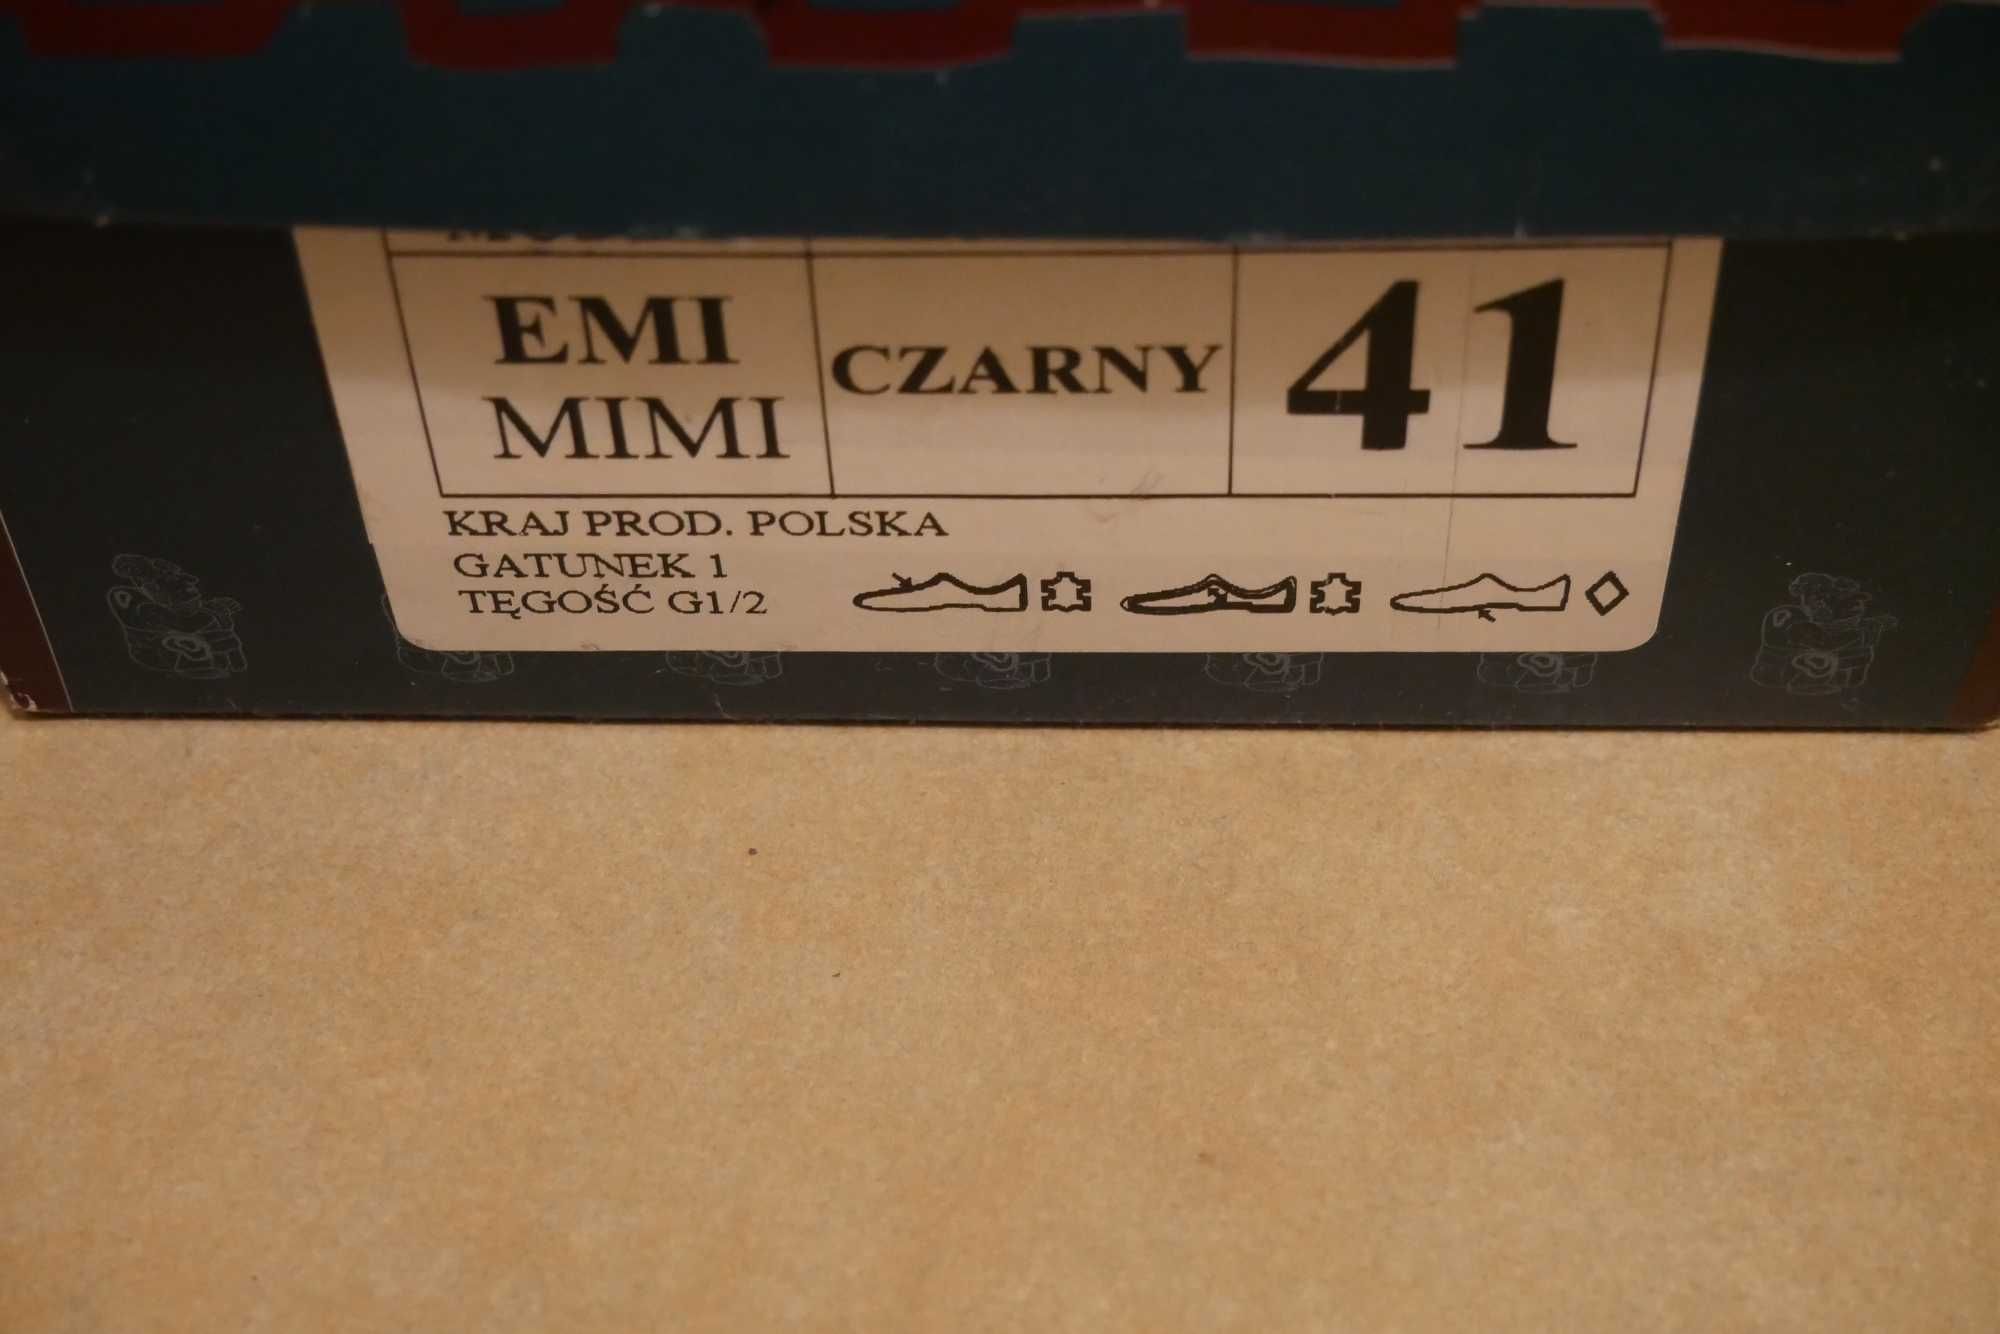 EMI
MIMI
CZARNY
41
KRAJ PROD. POLSKA
GATUNEK 1
TĘGOŚĆ G1/2